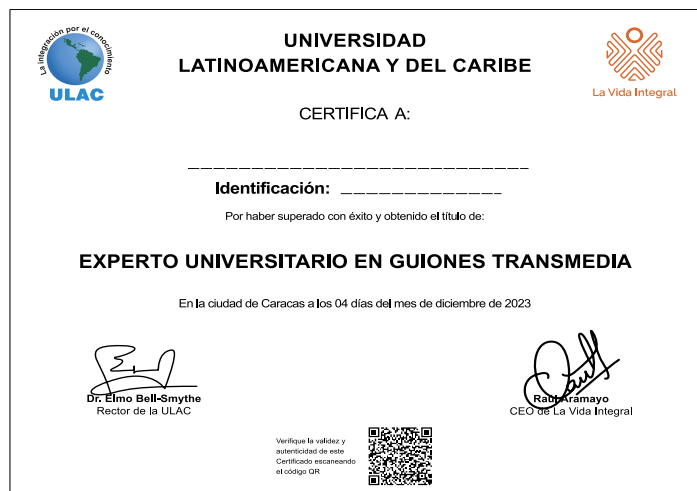 La integración por el conocimiento
ULAC
UNIVERSIDAD
LATINOAMERICANA Y DEL CARIBE
La Vida Integral
CERTIFICA A:
____________________________
Identificación: _____________
Por haber superado con éxito y obtenido el título de:
EXPERTO UNIVERSITARIO EN GUIONES TRANSMEDIA
En la ciudad de Caracas a los 04 días del mes de diciembre de 2023
Dr. Elmo Bell-Smythe
Rector de la ULAC
Raúl Aramayo
CEO de La Vida Integral
Verifique la validez y
autenticidad de este
Certificado escaneando
el código QR